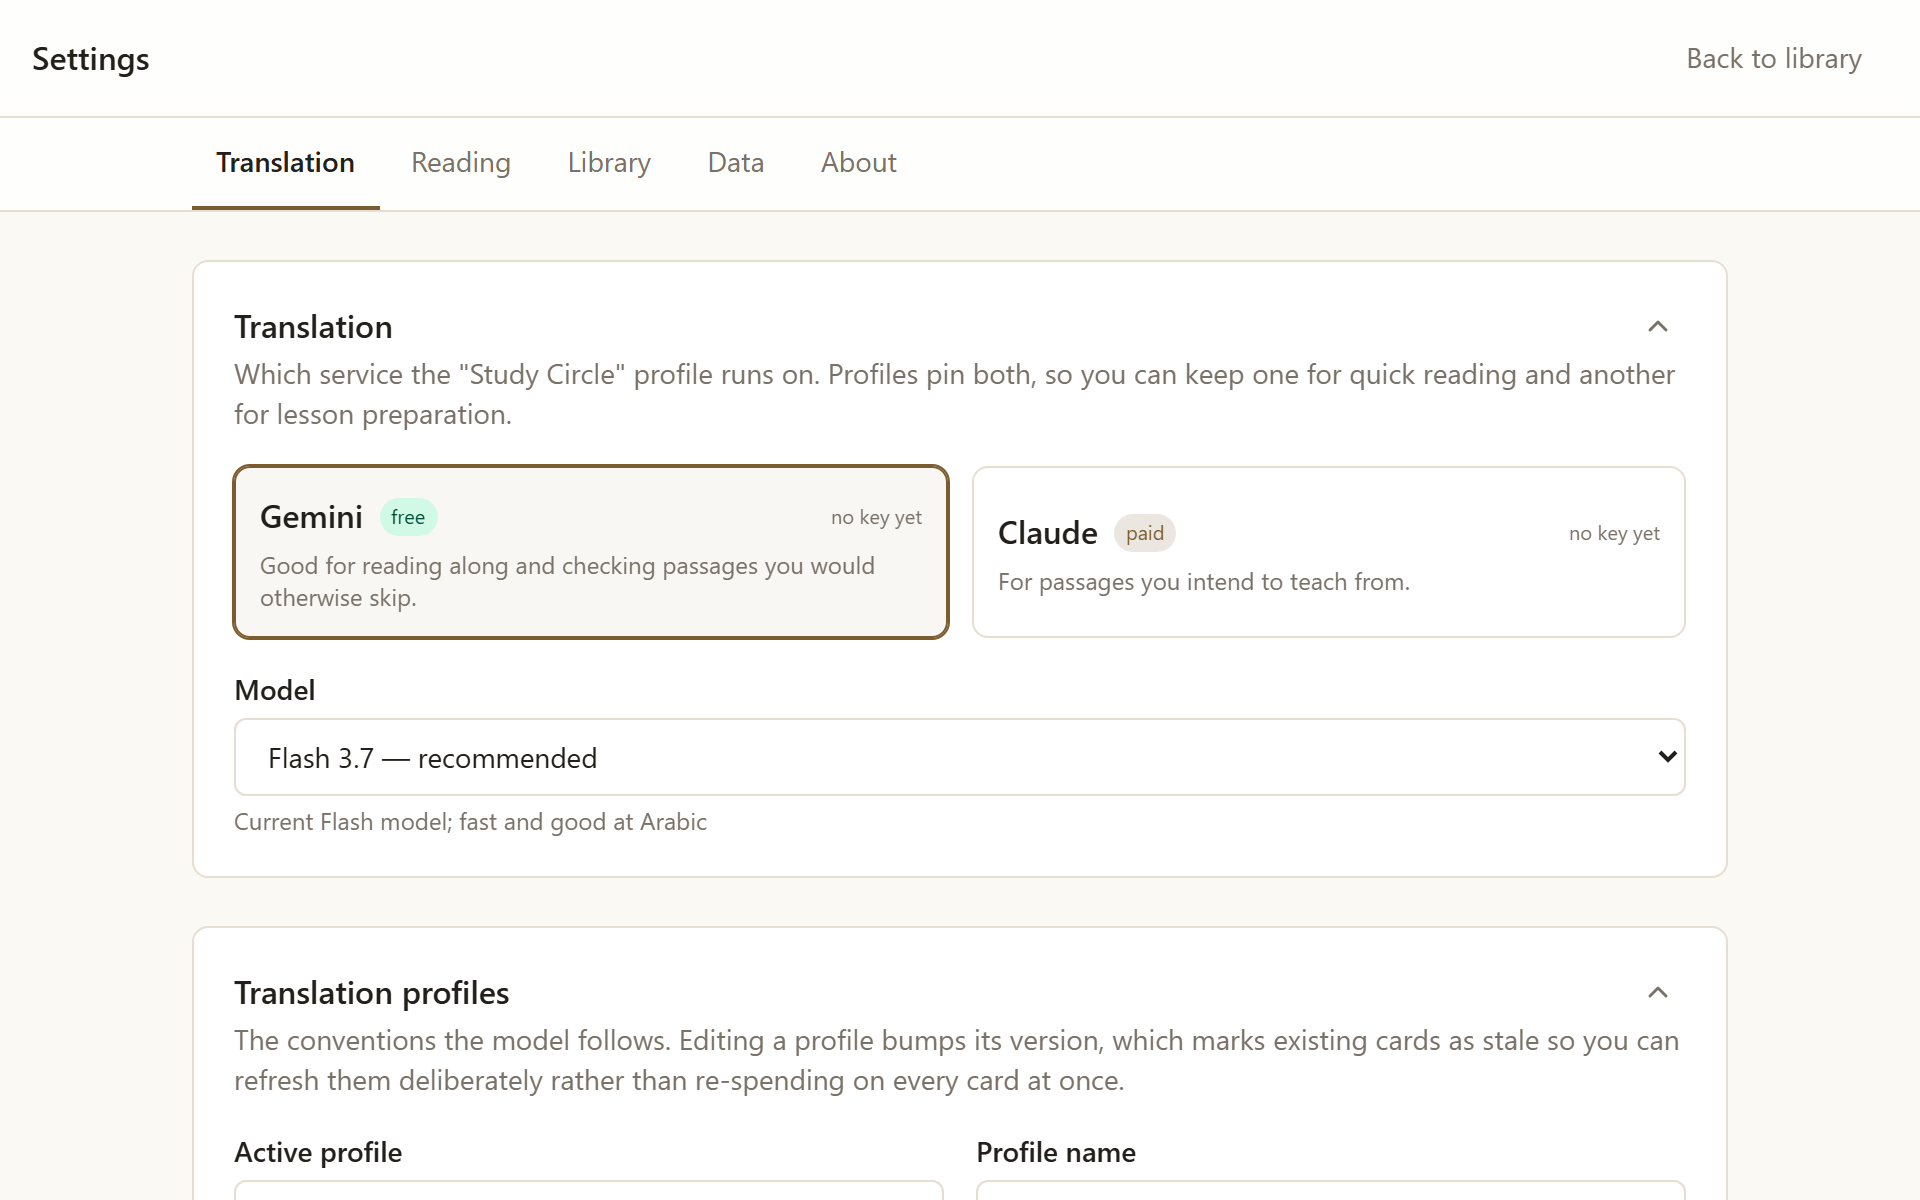 Settings
Back to library
Translation
Reading
Library
Data
About
Translation
Which service the "Study Circle" profile runs on. Profiles pin both, so you can keep one for quick reading and another
for lesson preparation.
Gemini
free
no key yet
Good for reading along and checking passages you would
otherwise skip.
Claude
paid
no key yet
For passages you intend to teach from.
Model
Flash 3.7 — recommended
Current Flash model; fast and good at Arabic
Translation profiles
The conventions the model follows. Editing a profile bumps its version, which marks existing cards as stale so you can
refresh them deliberately rather than re-spending on every card at once.
Active profile
Profile name